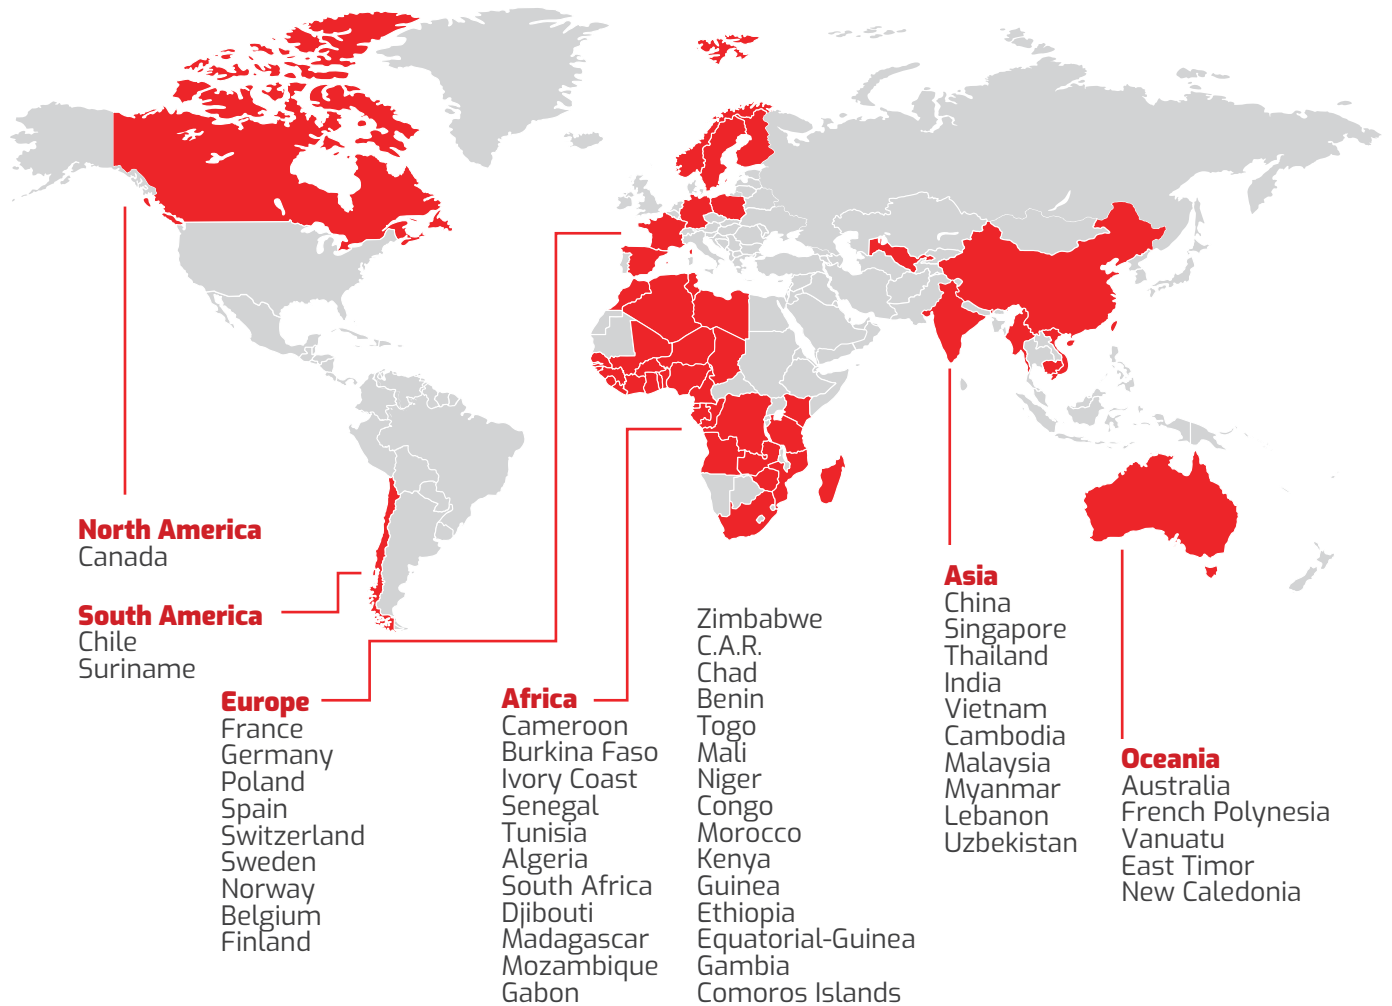 North America
Canada
South America
Chile
Suriname
Europe
France
Germany
Poland
Spain
Switzerland
Sweden
Norway
Belgium
Finland
Africa
Cameroon
Burkina Faso
Ivory Coast
Senegal
Tunisia
Algeria
South Africa
Djibouti
Madagascar
Mozambique
Gabon
Zimbabwe
C.A.R.
Chad
Benin
Togo
Mali
Niger
Congo
Morocco
Kenya
Guinea
Ethiopia
Equatorial-Guinea
Gambia
Comoros Islands
Asia
China
Singapore
Thailand
India
Vietnam
Cambodia
Malaysia
Myanmar
Lebanon
Uzbekistan
Oceania
Australia
French Polynesia
Vanuatu
East Timor
New Caledonia